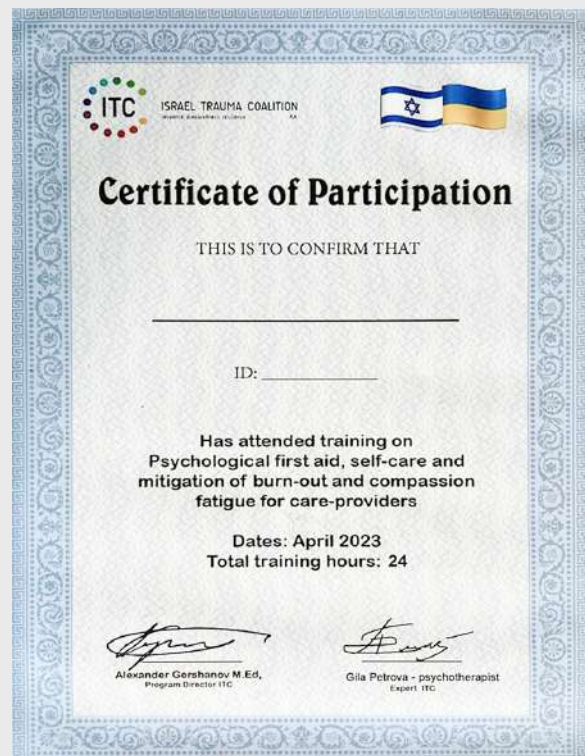 ITC
ISRAEL TRAUMA COALITION
Certificate of Participation
THIS IS TO CONFIRM THAT
ID:
Has attended training on
Psychological first aid, self-care and
mitigation of burn-out and compassion
fatigue for care-providers
Dates: April 2023
Total training hours: 24
Alexander Gershanov M.Ed,
Program Director ITC
Gila Petrova - psychotherapist
Expert ITC